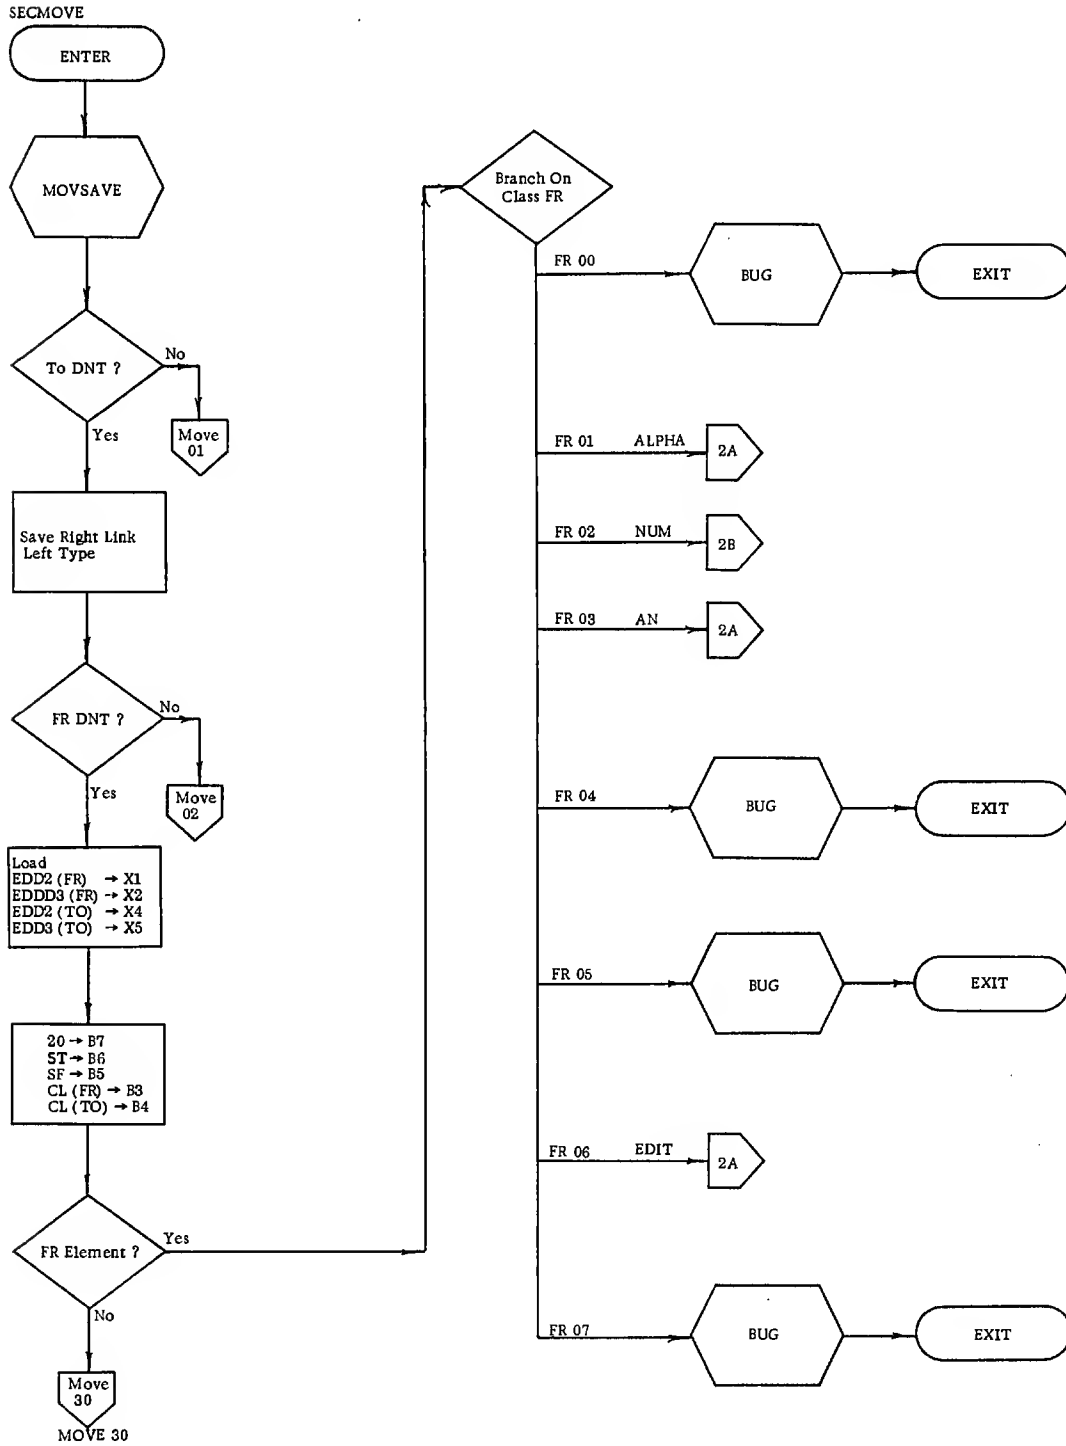 SECMOVE
ENTER
MOVSAVE
To DNT ?
No
Move
01
Yes
Save Right Link
Left Type
FR DNT ?
No
Move
02
Yes
Load
EDD2 (FR) → X1
EDDD3 (FR) → X2
EDD2 (TO) → X4
EDD3 (TO) → X5
20 → B7
ST → B6
SF → B5
CL (FR) → B3
CL (TO) → B4
FR Element ?
Yes
No
Move
30
MOVE 30
Branch On
Class FR
FR 00
BUG
EXIT
FR 01 ALPHA
2A
FR 02 NUM
2B
FR 03 AN
2A
FR 04
BUG
EXIT
FR 05
BUG
EXIT
FR 06 EDIT
2A
FR 07
BUG
EXIT